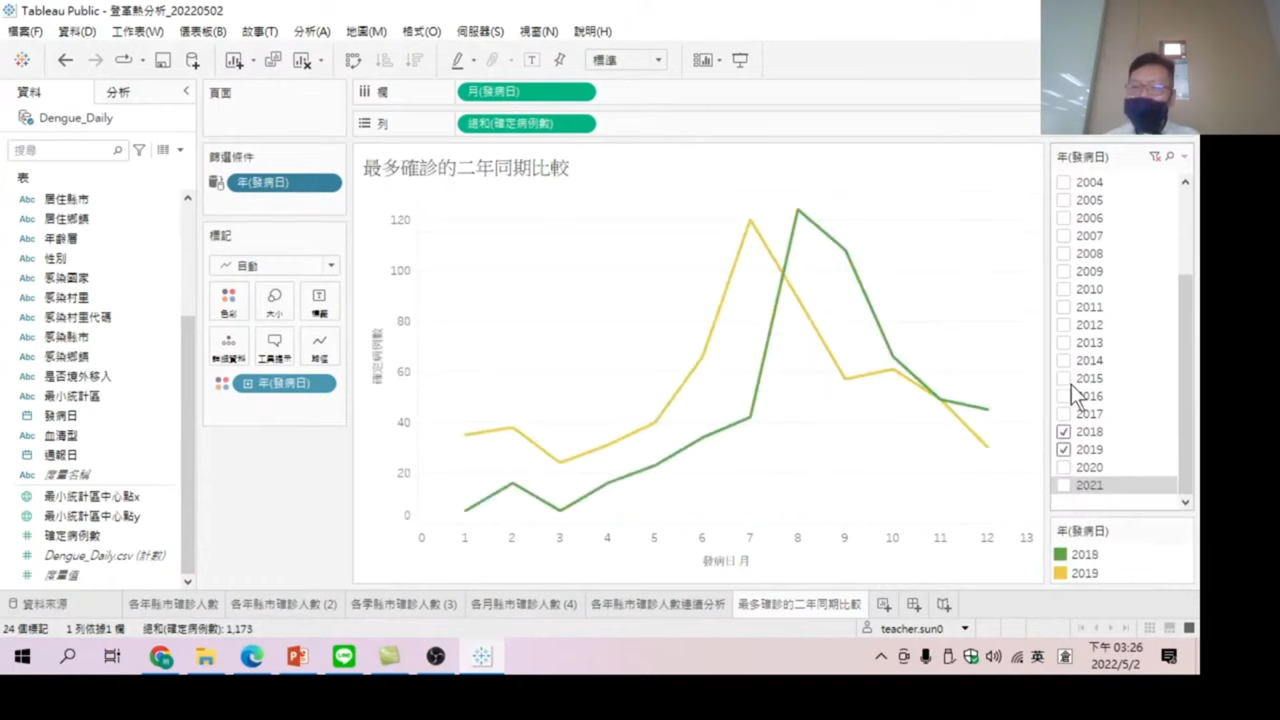 Tableau Public - 登革熱分析_20220502
檔案(F) 資料(D) 工作表(W) 儀表板(B) 故事(T) 分析(A) 地圖(M) 格式(O) 伺服器(S) 視窗(N) 說明(H)
標準
資料 分析
Dengue_Daily
搜尋
表
Abc 居住縣市
Abc 居住鄉鎮
Abc 年齡層
Abc 性別
Abc 感染國家
Abc 感染村里
Abc 感染村里代碼
Abc 感染縣市
Abc 感染鄉鎮
Abc 是否境外移入
Abc 最小統計區
發病日
Abc 血清型
通報日
Abc 度量名稱
最小統計區中心點x
最小統計區中心點y
# 確定病例數
# Dengue_Daily.csv (計數)
# 度量值
頁面
篩選條件
年(發病日)
標記
自動
色彩 大小 標籤
詳細資料 工具提示 路徑
年(發病日)
欄 月(發病日)
列 總和(確定病例數)
最多確診的二年同期比較
120
100
80
60
40
20
0
確定病例數
0 1 2 3 4 5 6 7 8 9 10 11 12 13
發病日 月
年(發病日)
2004
2005
2006
2007
2008
2009
2010
2011
2012
2013
2014
2015
2016
2017
2018
2019
2020
2021
年(發病日)
2018
2019
資料來源 各年縣市確診人數 各年縣市確診人數 (2) 各季縣市確診人數 (3) 各月縣市確診人數 (4) 各年縣市確診人數連續分析 最多確診的二年同期比較
24 個標記 1 列依據1 欄 總和(確定病例數): 1,173 teacher.sun0
英 下午 03:26
2022/5/2